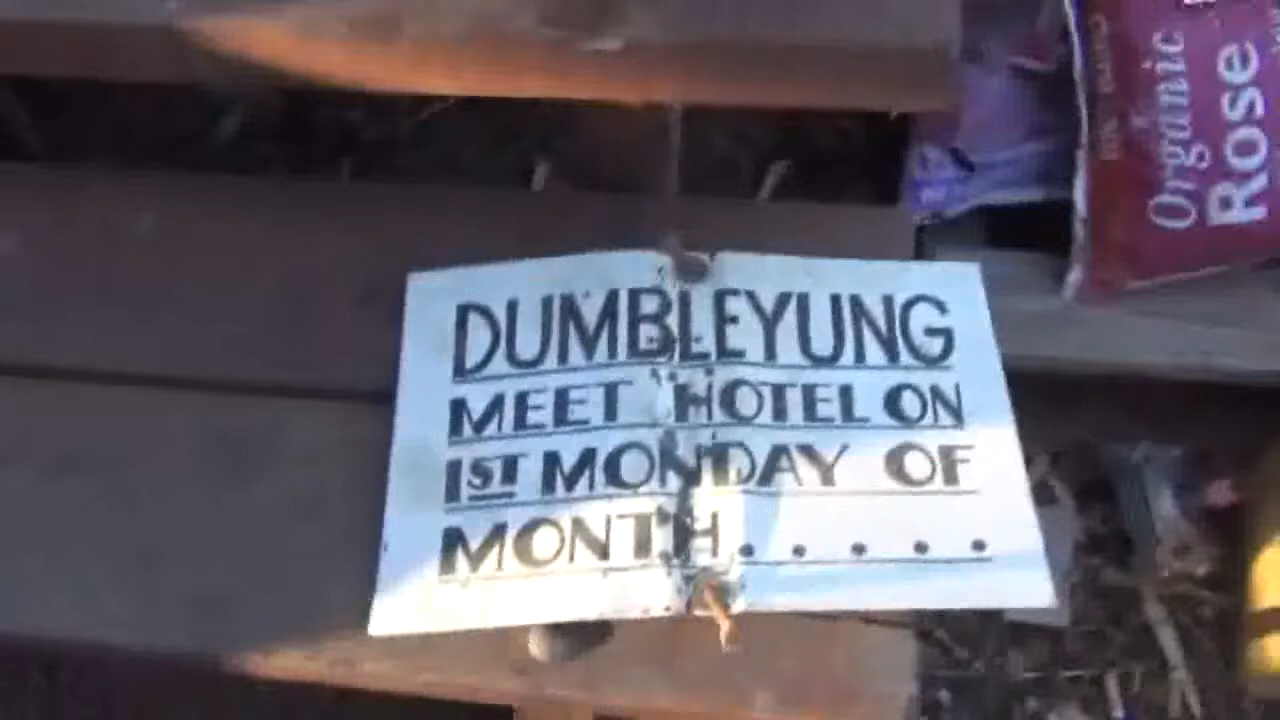 DUMBLEYUNG
MEET HOTEL ON
1ST MONDAY OF
MONTH.....
Organic
Rose